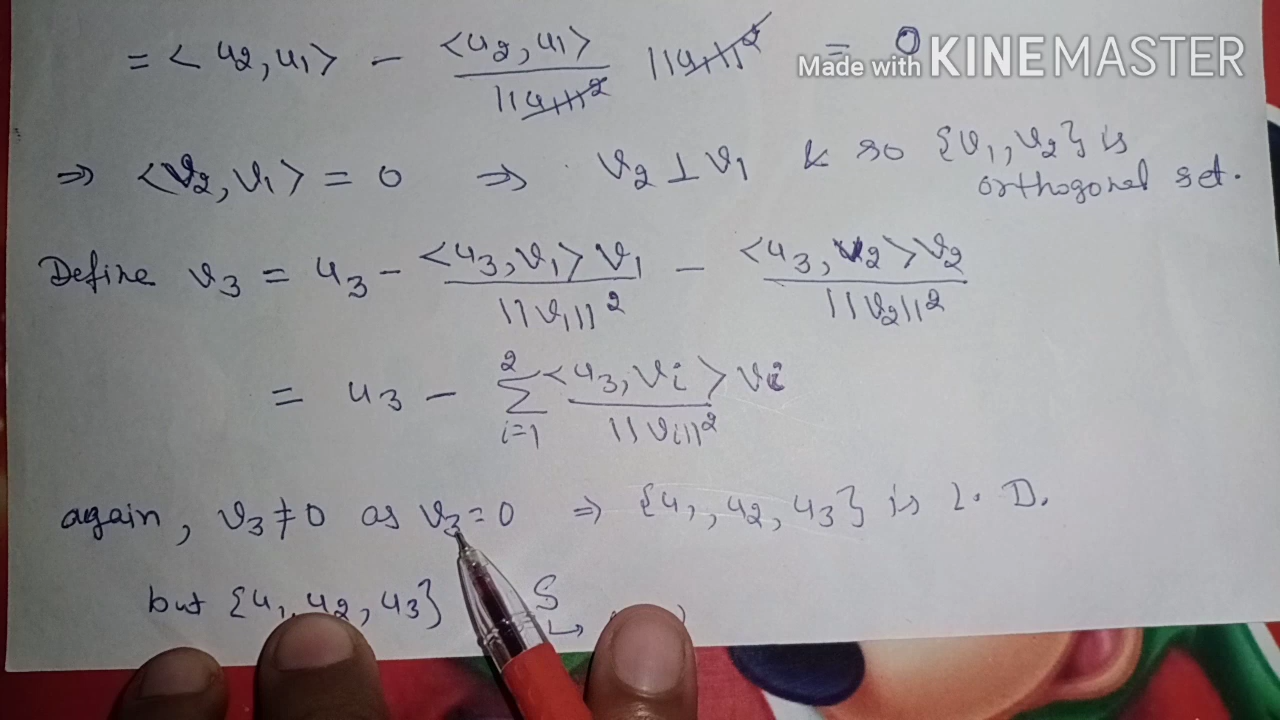 = <u2, u1> - <u2, u1> / ||u1||² ||u1||² = 0
Made with KINEMASTER
⇒ <v2, v1> = 0 ⇒ v2 ⊥ v1 & so {v1, v2} is
orthogonal set.
Define v3 = u3 - <u3, v1> v1 / ||v1||² - <u3, v2> v2 / ||v2||²
= u3 - Σ_{i=1}^{2} <u3, vi> vi / ||vi||²
again, v3 ≠ 0 as v3 = 0 ⇒ {u1, u2, u3} is L. D.
but {u1, u2, u3} S
↳